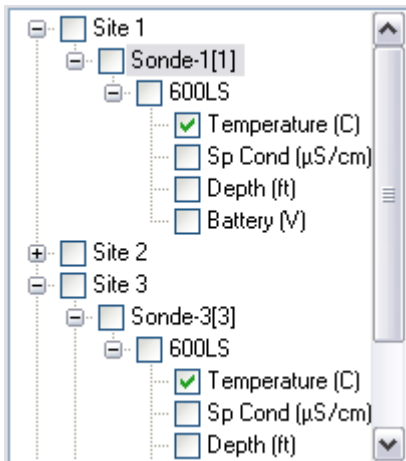 Site 1
Sonde-1[1]
600LS
Temperature (C)
Sp Cond (µS/cm)
Depth (ft)
Battery (V)
Site 2
Site 3
Sonde-3[3]
600LS
Temperature (C)
Sp Cond (µS/cm)
Depth (ft)